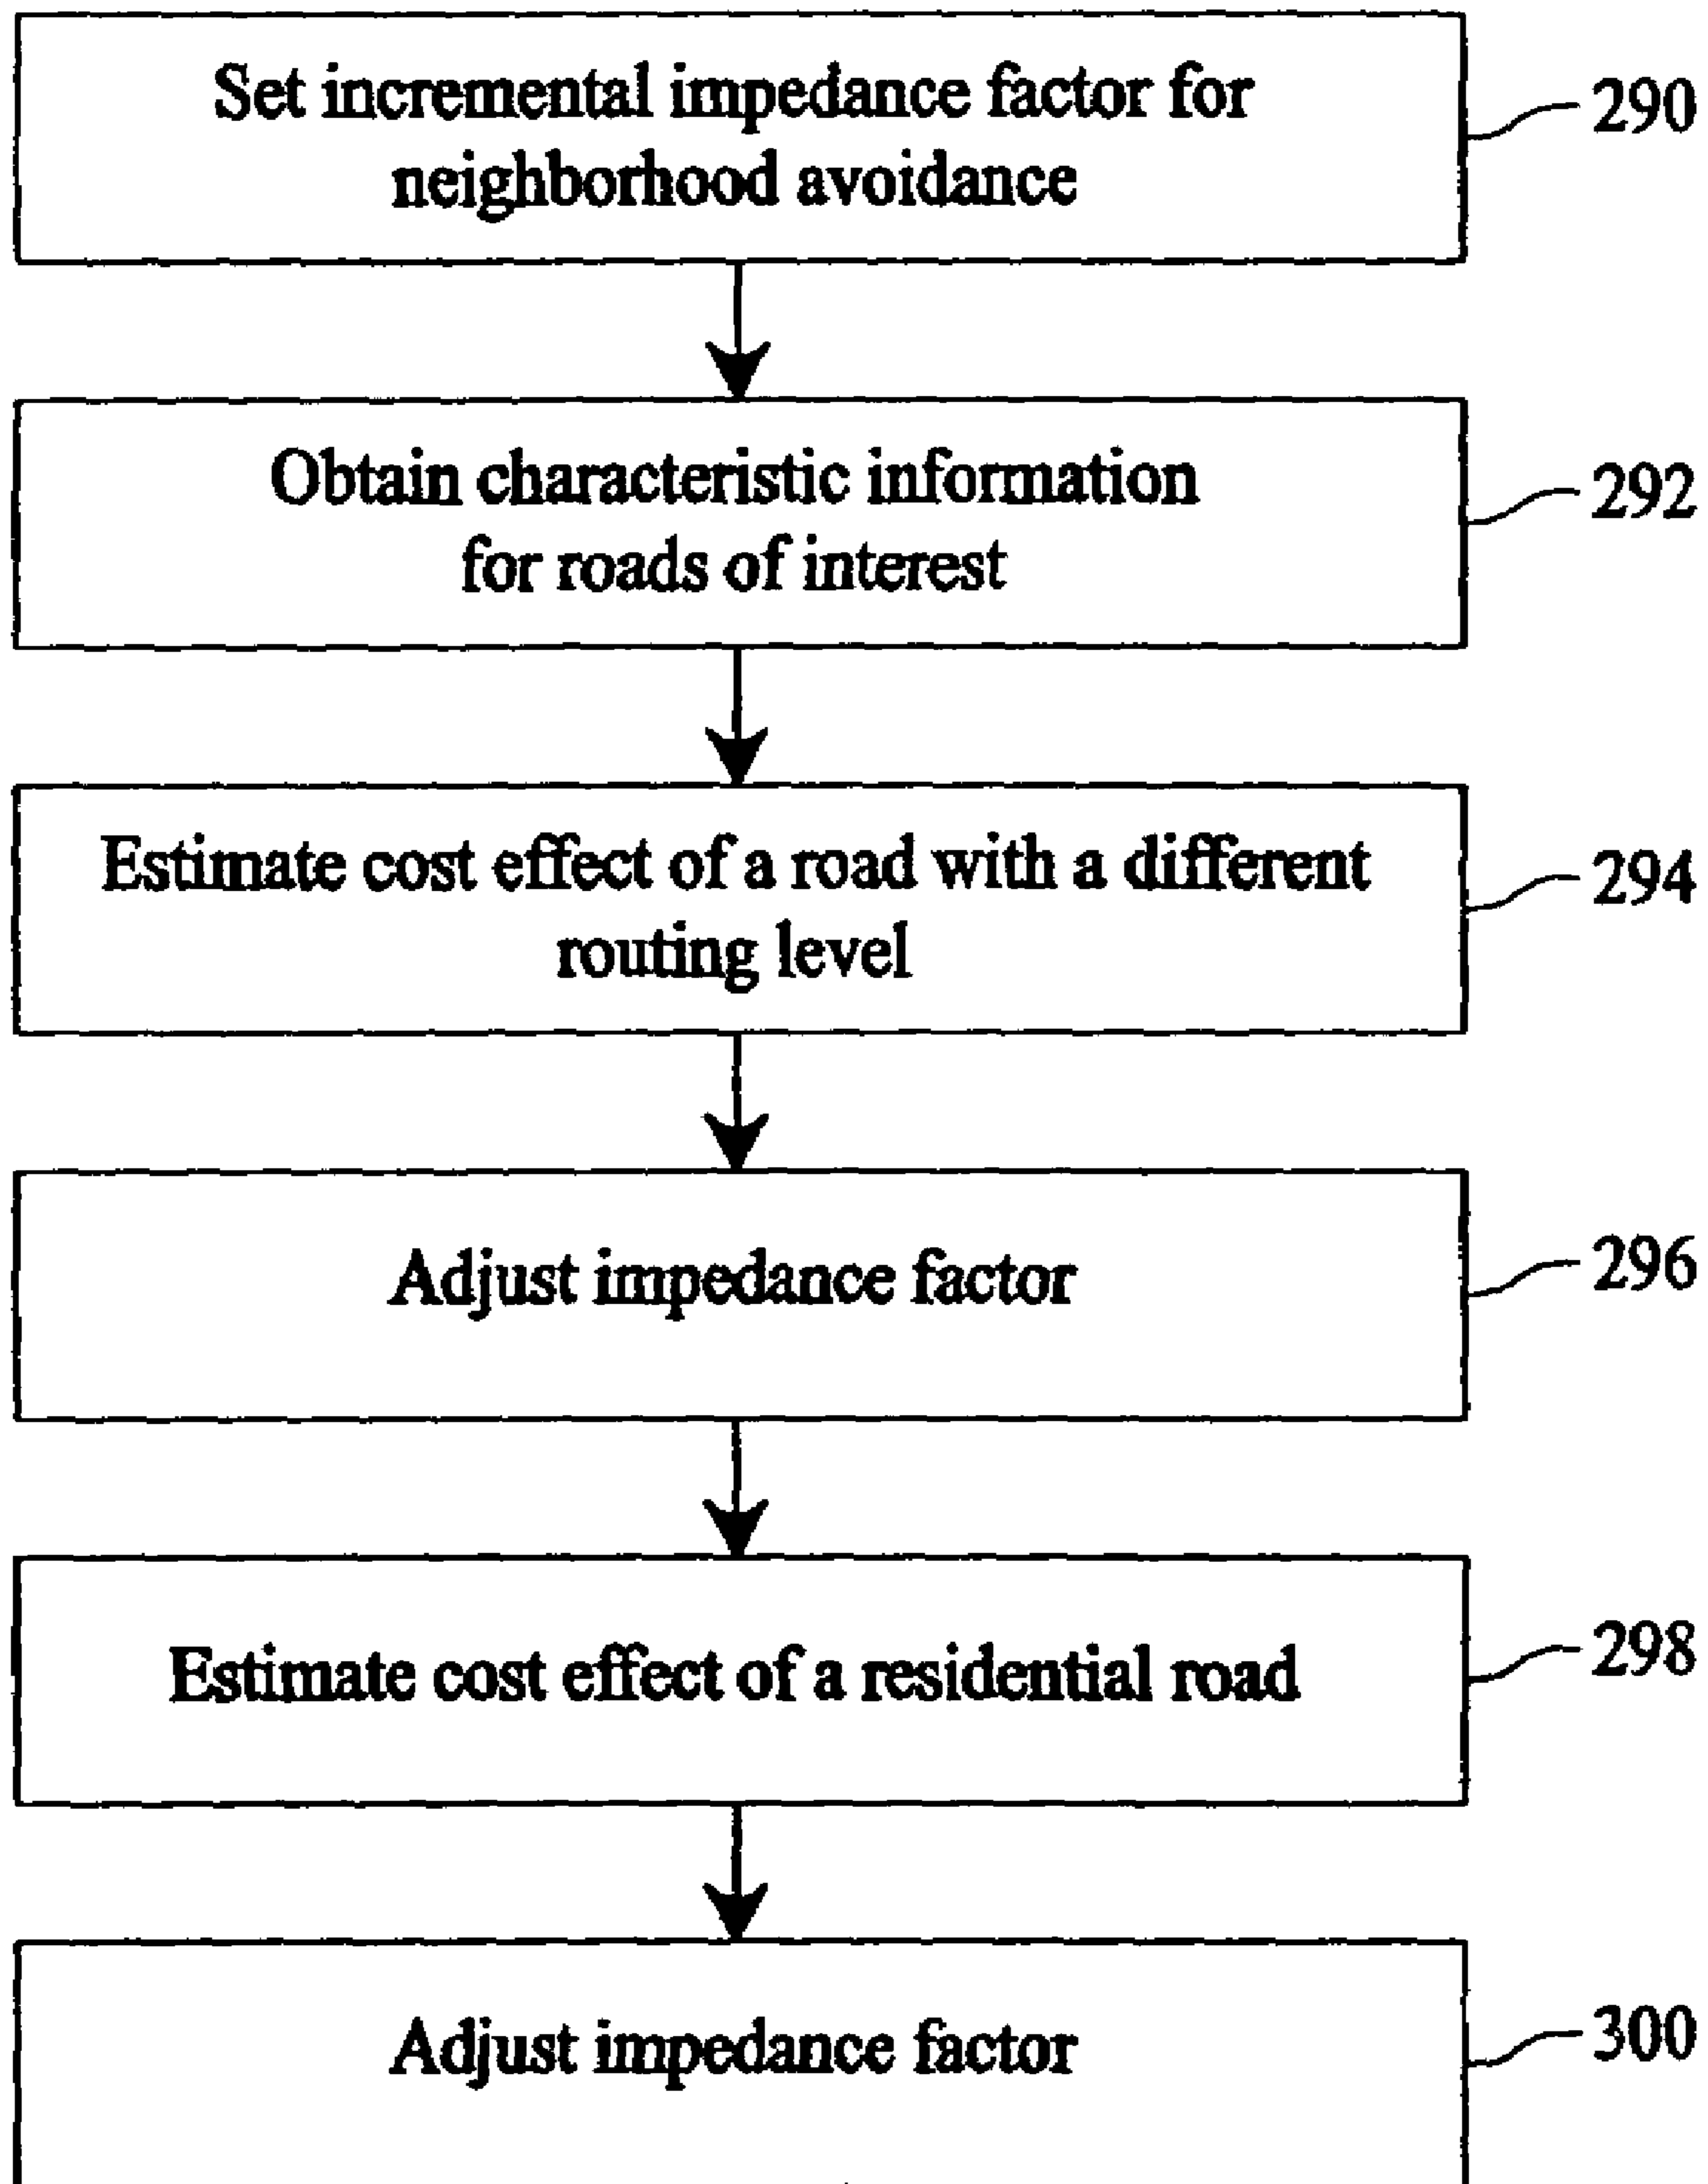 Set incremental impedance factor for
neighborhood avoidance
290
Obtain characteristic information
for roads of interest
292
Estimate cost effect of a road with a different
routing level
294
Adjust impedance factor
296
Estimate cost effect of a residential road
298
Adjust impedance factor
300